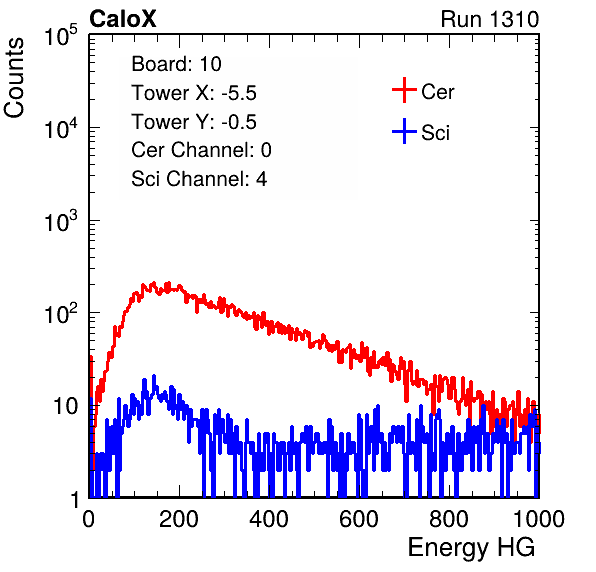 CaloX Run 1310
Counts
Board: 10
Tower X: -5.5
Tower Y: -0.5
Cer Channel: 0
Sci Channel: 4
Cer
Sci
10^5
10^4
10^3
10^2
10
1
0 200 400 600 800 1000
Energy HG